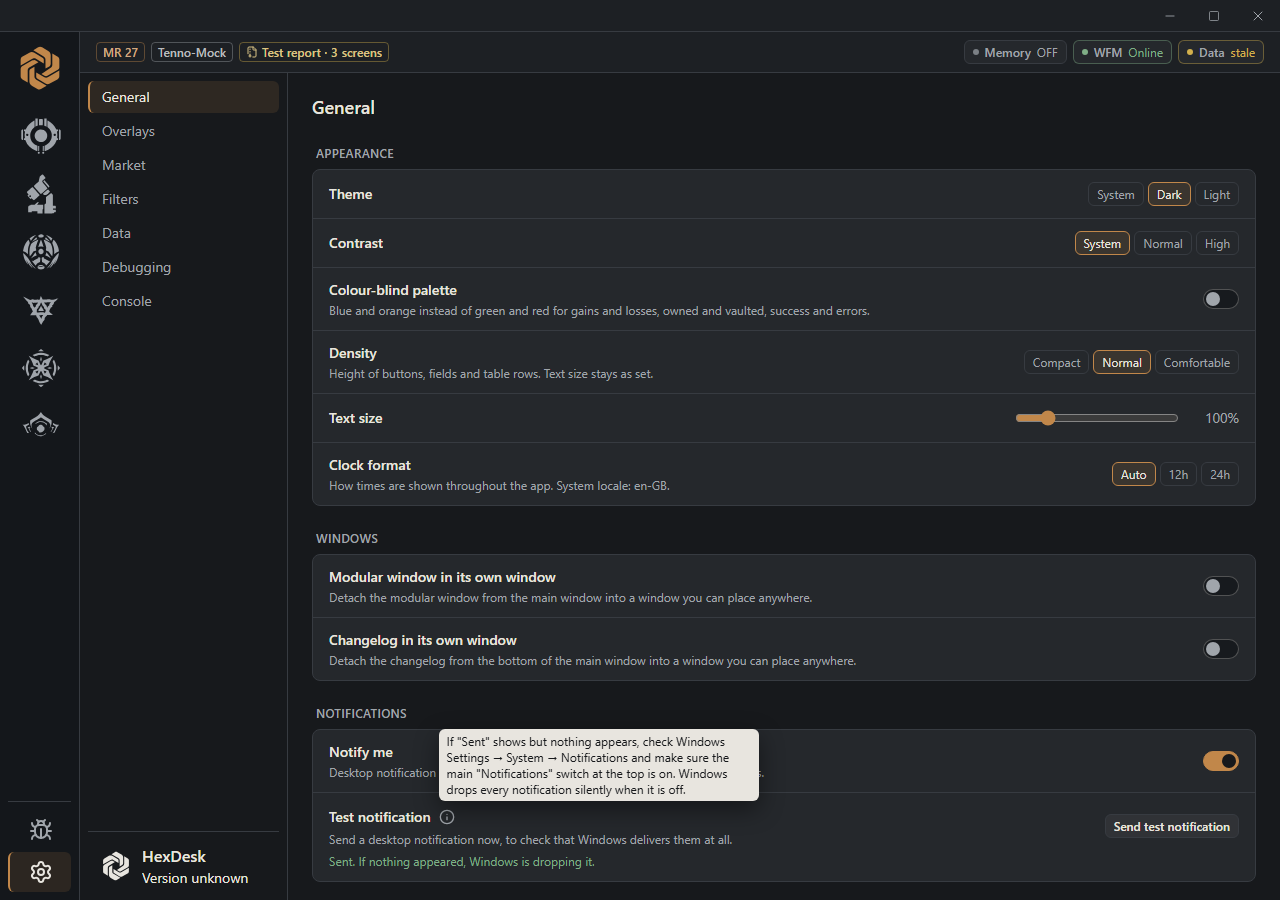 MR 27
Tenno-Mock
Test report · 3 screens
Memory OFF
WFM Online
Data stale
General
Overlays
Market
Filters
Data
Debugging
Console
HexDesk
Version unknown
General
APPEARANCE
Theme
System Dark Light
Contrast
System Normal High
Colour-blind palette
Blue and orange instead of green and red for gains and losses, owned and vaulted, success and errors.
Density
Height of buttons, fields and table rows. Text size stays as set.
Compact Normal Comfortable
Text size
100%
Clock format
How times are shown throughout the app. System locale: en-GB.
Auto 12h 24h
WINDOWS
Modular window in its own window
Detach the modular window from the main window into a window you can place anywhere.
Changelog in its own window
Detach the changelog from the bottom of the main window into a window you can place anywhere.
NOTIFICATIONS
Notify me
Desktop notification
If "Sent" shows but nothing appears, check Windows
Settings → System → Notifications and make sure the
main "Notifications" switch at the top is on. Windows
drops every notification silently when it is off.
Test notification
Send a desktop notification now, to check that Windows delivers them at all.
Sent. If nothing appeared, Windows is dropping it.
Send test notification